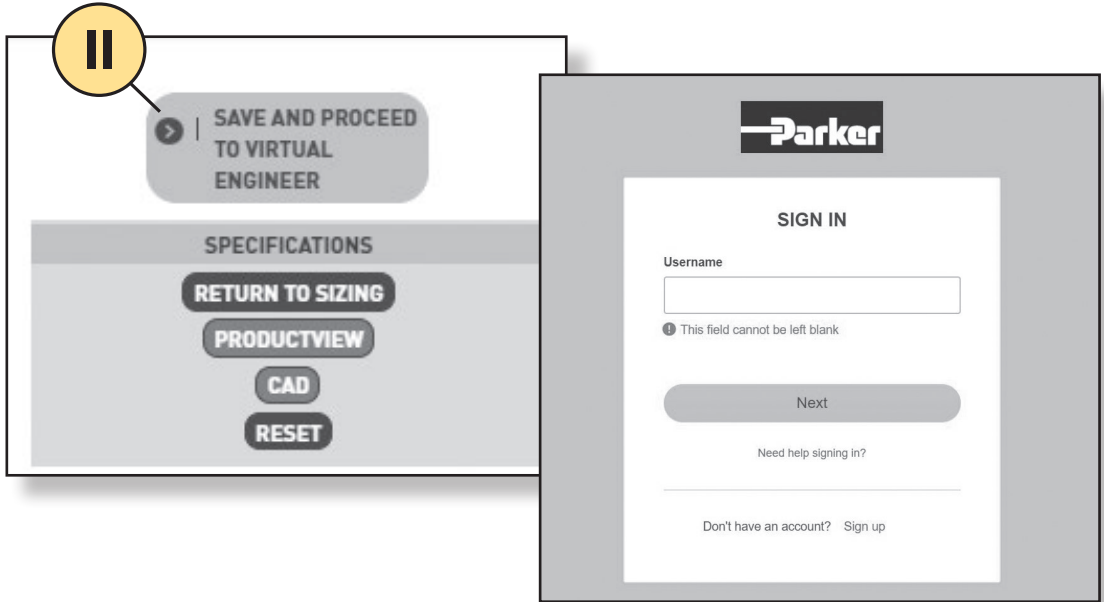 II
SAVE AND PROCEED
TO VIRTUAL
ENGINEER
SPECIFICATIONS
RETURN TO SIZING
PRODUCTVIEW
CAD
RESET
Parker
SIGN IN
Username
This field cannot be left blank
Next
Need help signing in?
Don't have an account? Sign up